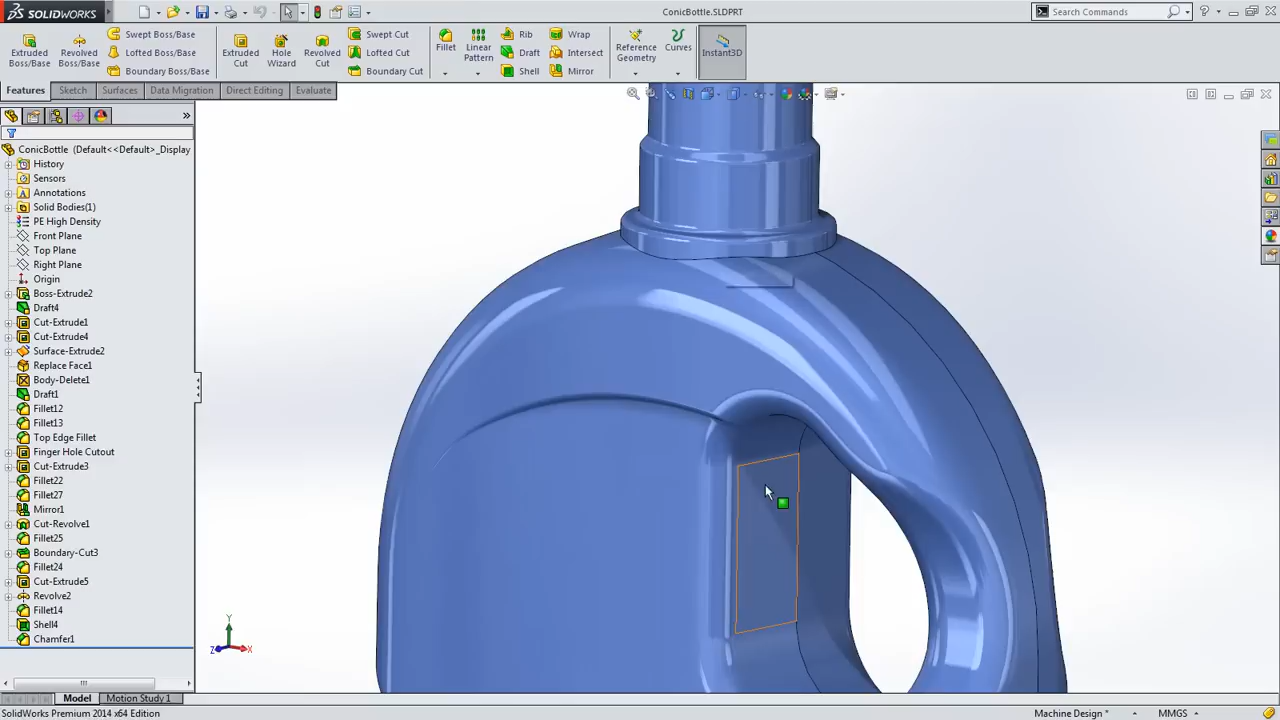 SOLIDWORKS
ConicBottle.SLDPRT
Search Commands
Extruded Boss/Base
Revolved Boss/Base
Swept Boss/Base
Lofted Boss/Base
Boundary Boss/Base
Extruded Cut
Hole Wizard
Revolved Cut
Swept Cut
Lofted Cut
Boundary Cut
Fillet
Linear Pattern
Rib
Draft
Shell
Wrap
Intersect
Mirror
Reference Geometry
Curves
Instant3D
Features
Sketch
Surfaces
Data Migration
Direct Editing
Evaluate
ConicBottle (Default<<Default>_Display
History
Sensors
Annotations
Solid Bodies(1)
PE High Density
Front Plane
Top Plane
Right Plane
Origin
Boss-Extrude2
Draft4
Cut-Extrude1
Cut-Extrude4
Surface-Extrude2
Replace Face1
Body-Delete1
Draft1
Fillet12
Fillet13
Top Edge Fillet
Finger Hole Cutout
Cut-Extrude3
Fillet22
Fillet27
Mirror1
Cut-Revolve1
Fillet25
Boundary-Cut3
Fillet24
Cut-Extrude5
Revolve2
Fillet14
Shell4
Chamfer1
Y
Z
X
Model
Motion Study 1
SolidWorks Premium 2014 x64 Edition
Machine Design *
MMGS